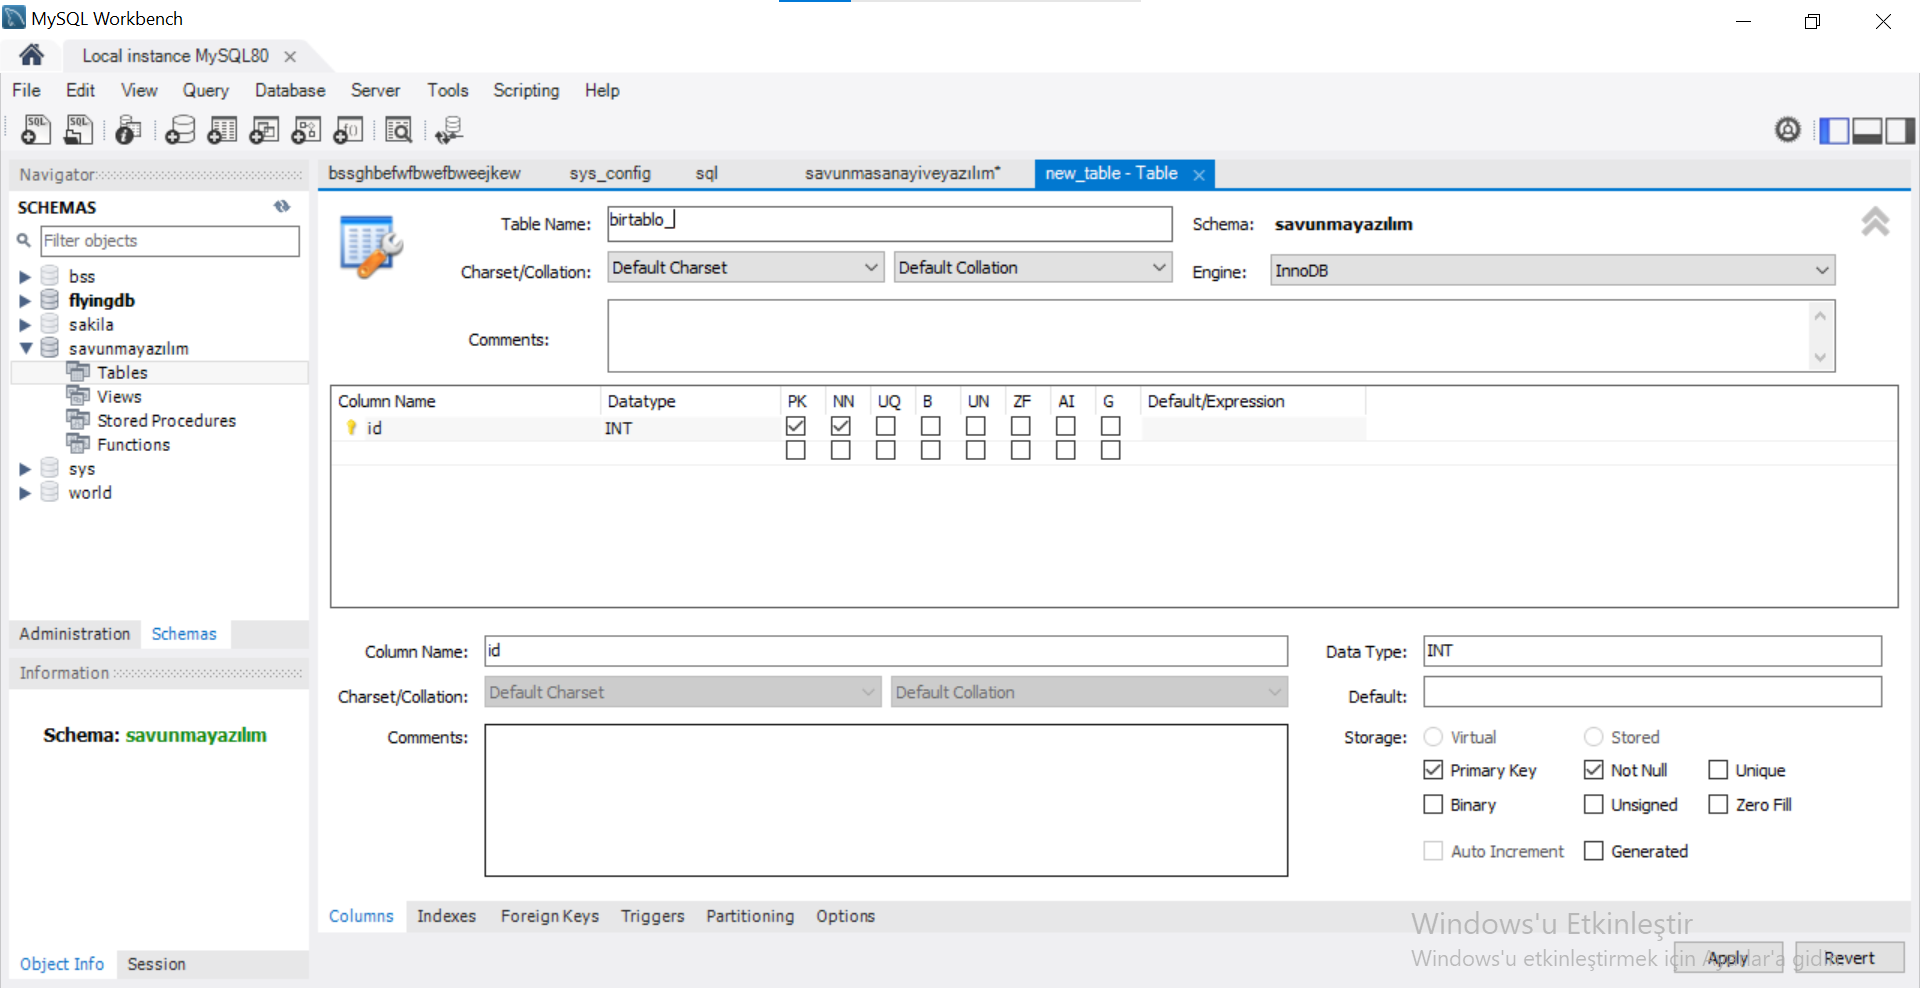 MySQL Workbench
Local instance MySQL80
File Edit View Query Database Server Tools Scripting Help
Navigator
SCHEMAS
Filter objects
bss
flyingdb
sakila
savunmayazılım
Tables
Views
Stored Procedures
Functions
sys
world
Administration Schemas
Information
Schema: savunmayazılım
Object Info Session
bssghbefwfbwefbweejkew sys_config sql savunmasanayiveyazılım* new_table - Table
Table Name: birtablo_ Schema: savunmayazılım
Charset/Collation: Default Charset Default Collation Engine: InnoDB
Comments:
Column Name Datatype PK NN UQ B UN ZF AI G Default/Expression
id INT
Column Name: id Data Type: INT
Charset/Collation: Default Charset Default Collation Default:
Comments: Storage: Virtual Stored
Primary Key Not Null Unique
Binary Unsigned Zero Fill
Auto Increment Generated
Columns Indexes Foreign Keys Triggers Partitioning Options
Windows'u Etkinleştir
Windows'u etkinleştirmek için
Apply Revert